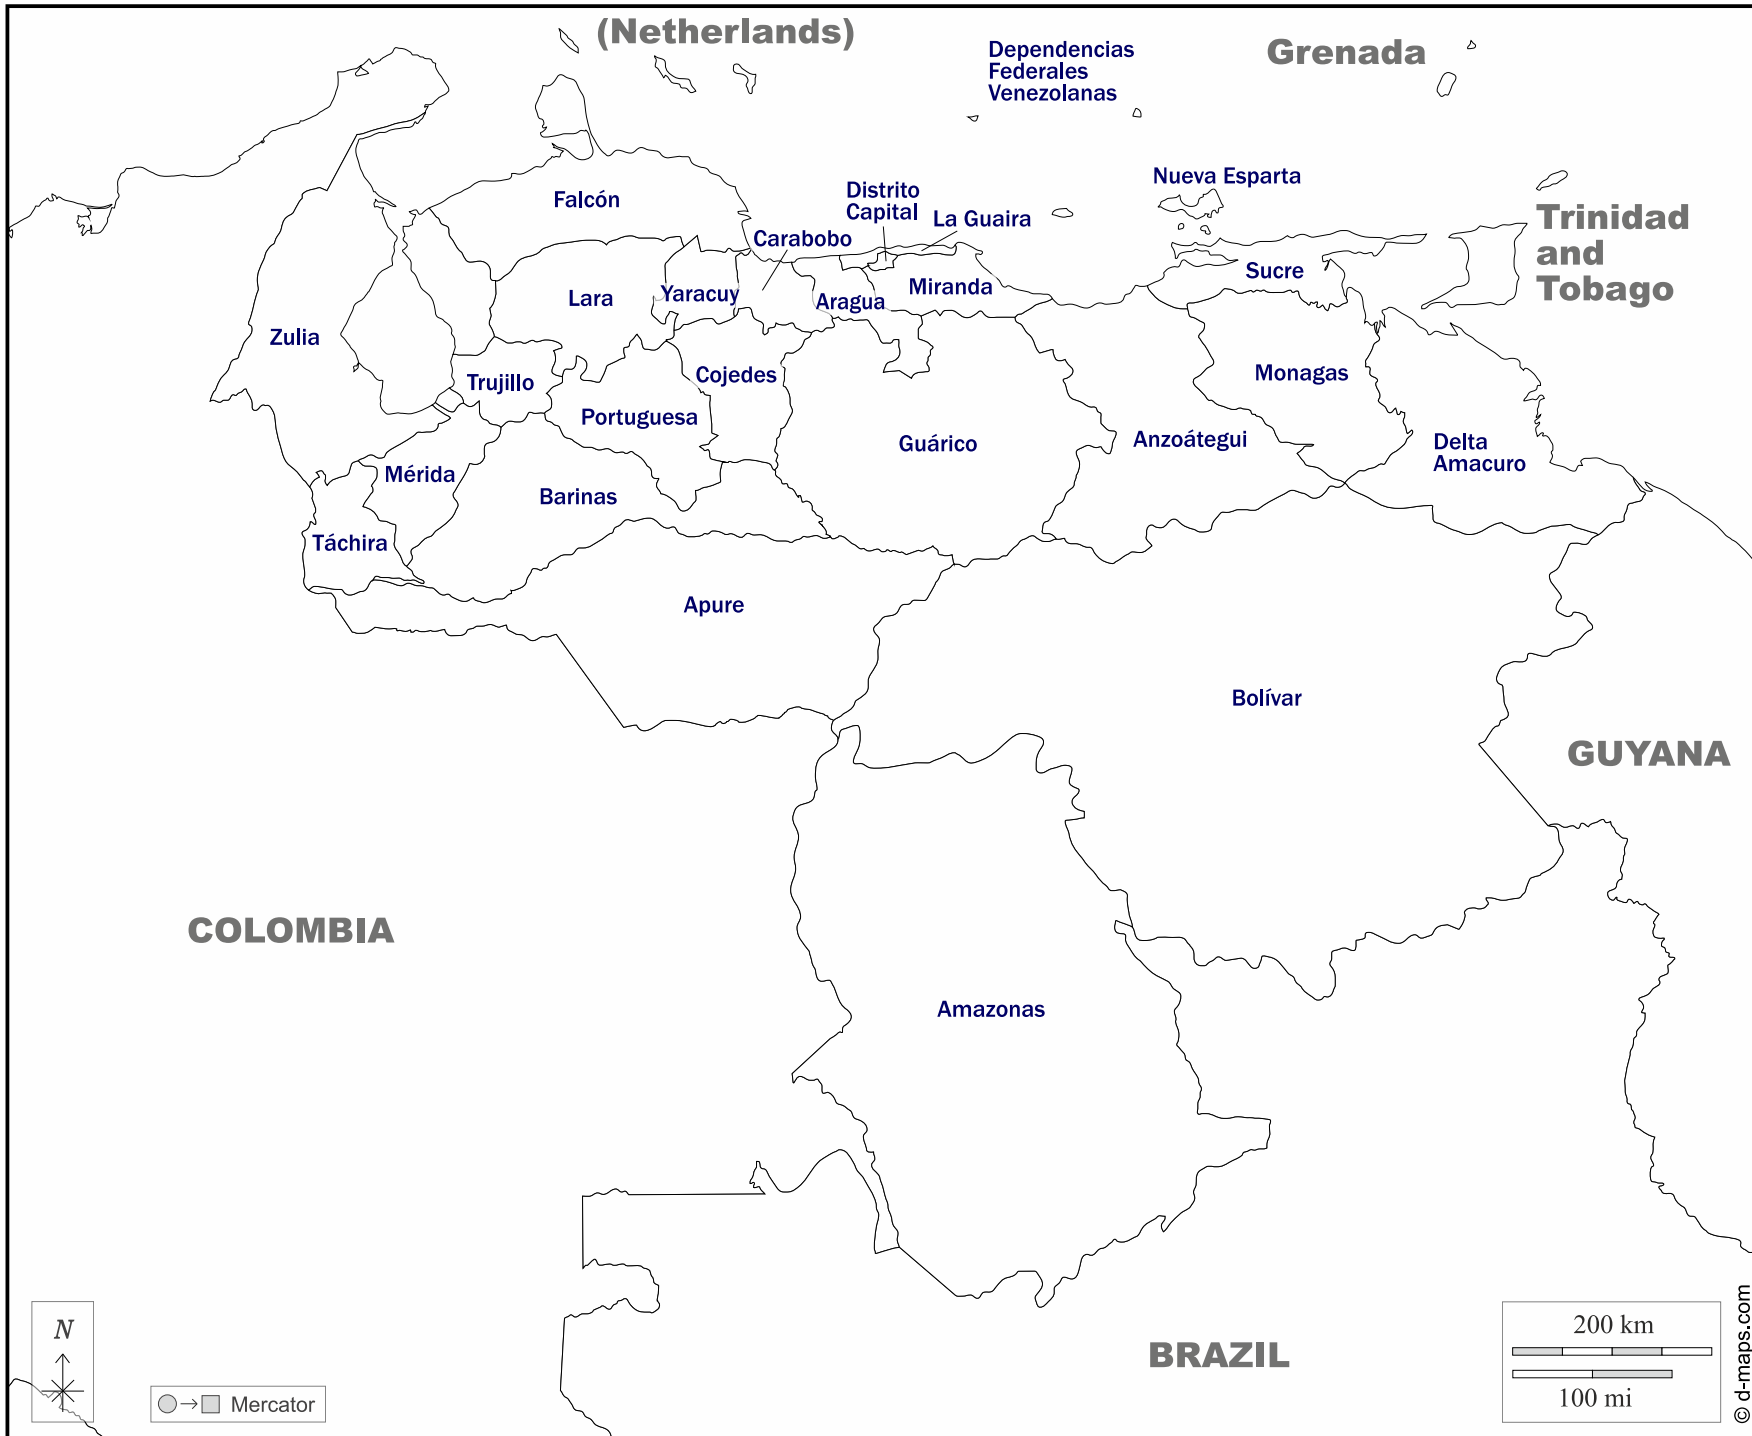 (Netherlands)
Dependencias
Federales
Venezolanas
Grenada
Nueva Esparta
Falcón
Distrito
Capital
La Guaira
Carabobo
Trinidad
and
Tobago
Sucre
Lara
Yaracuy
Aragua
Miranda
Zulia
Trujillo
Cojedes
Monagas
Portuguesa
Guárico
Anzoátegui
Delta
Amacuro
Mérida
Barinas
Táchira
Apure
Bolívar
GUYANA
COLOMBIA
Amazonas
BRAZIL
N
Mercator
200 km
100 mi
© d-maps.com